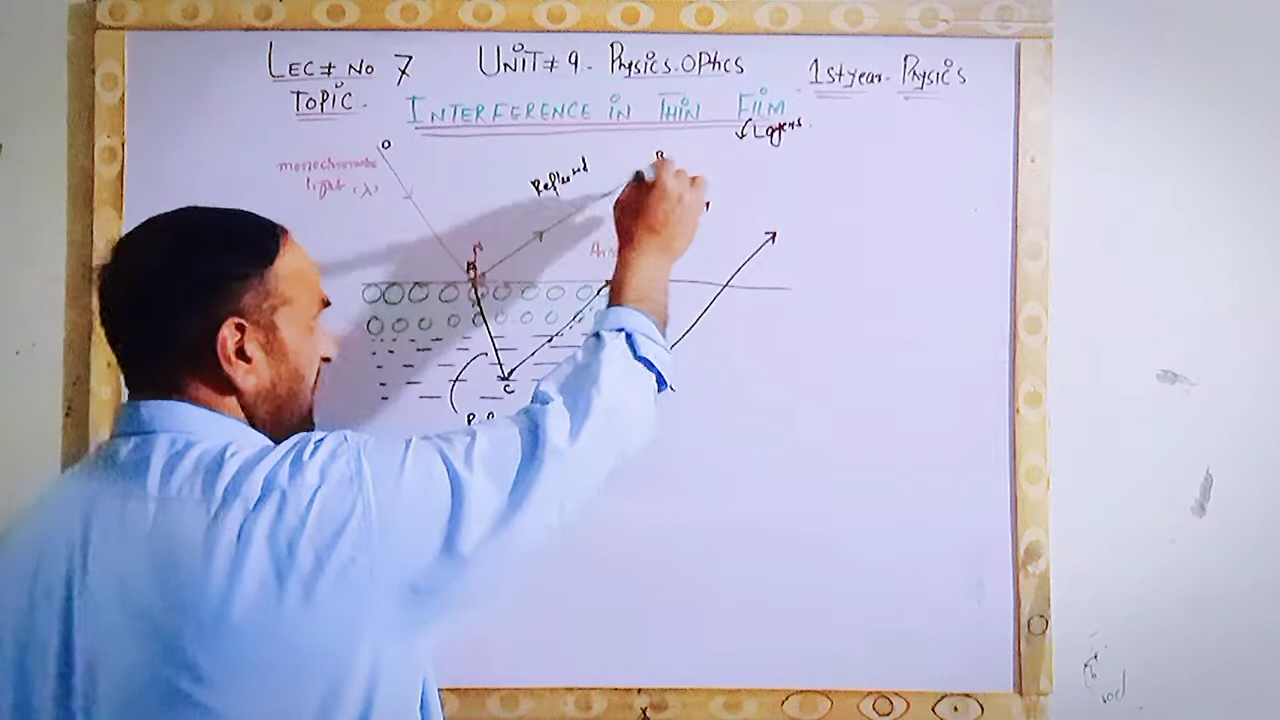 LEC # NO 7 UNIT # 9 - PHYSICS.OPTICS 1st year - PHYSICS
TOPIC. INTERFERENCE IN THIN FILM
Layers.
O
monochromatic
light (λ)
Reflected
B
A
C